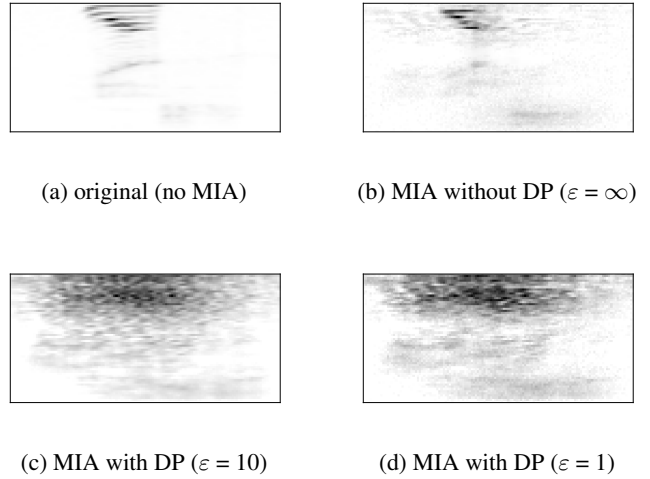 (a) original (no MIA)
(b) MIA without DP (ε = ∞)
(c) MIA with DP (ε = 10)
(d) MIA with DP (ε = 1)